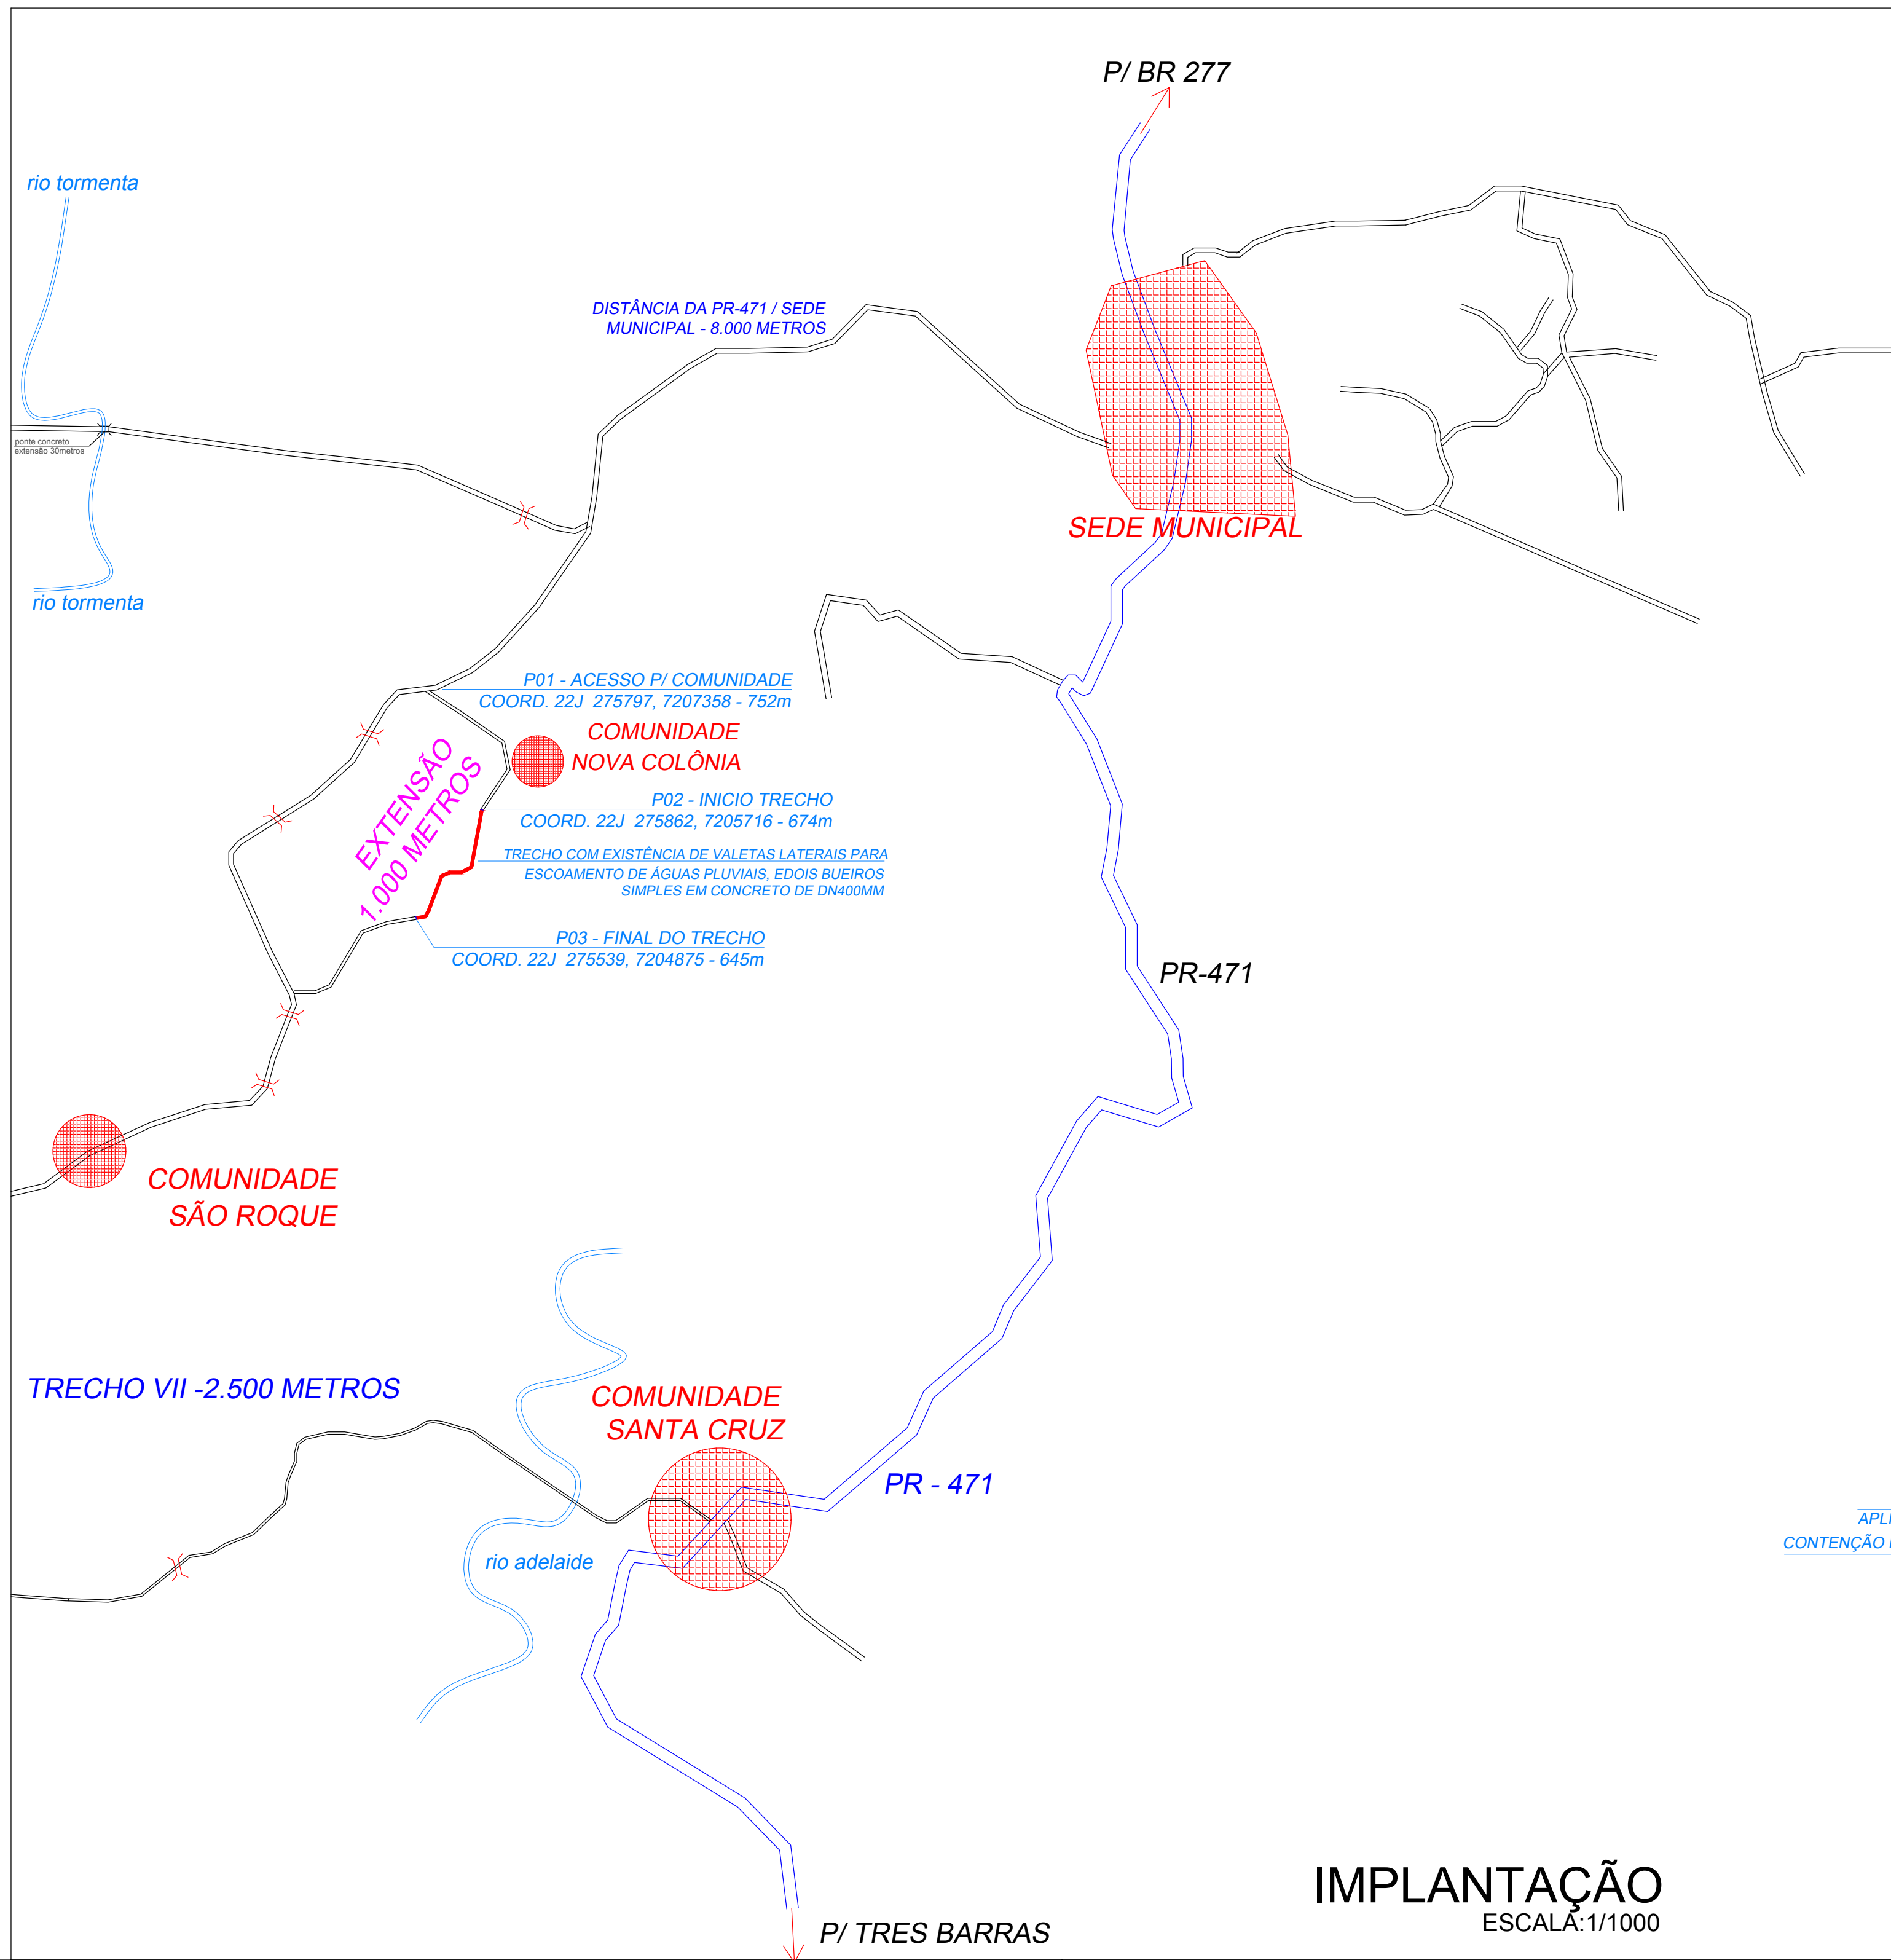 P/ BR 277
rio tormenta
DISTÂNCIA DA PR-471 / SEDE
MUNICIPAL - 8.000 METROS
ponte concreto
extensão 30metros
SEDE MUNICIPAL
rio tormenta
P01 - ACESSO P/ COMUNIDADE
COORD. 22J 275797, 7207358 - 752m
COMUNIDADE
NOVA COLÔNIA
EXTENSÃO
1.000 METROS
P02 - INICIO TRECHO
COORD. 22J 275862, 7205716 - 674m
TRECHO COM EXISTÊNCIA DE VALETAS LATERAIS PARA
ESCOAMENTO DE ÁGUAS PLUVIAIS, EDOIS BUEIROS
SIMPLES EM CONCRETO DE DN400MM
P03 - FINAL DO TRECHO
COORD. 22J 275539, 7204875 - 645m
PR-471
COMUNIDADE
SÃO ROQUE
TRECHO VII -2.500 METROS
COMUNIDADE
SANTA CRUZ
PR - 471
rio adelaide
CONTENÇÃO
P/ TRES BARRAS
IMPLANTAÇÃO
ESCALA:1/1000